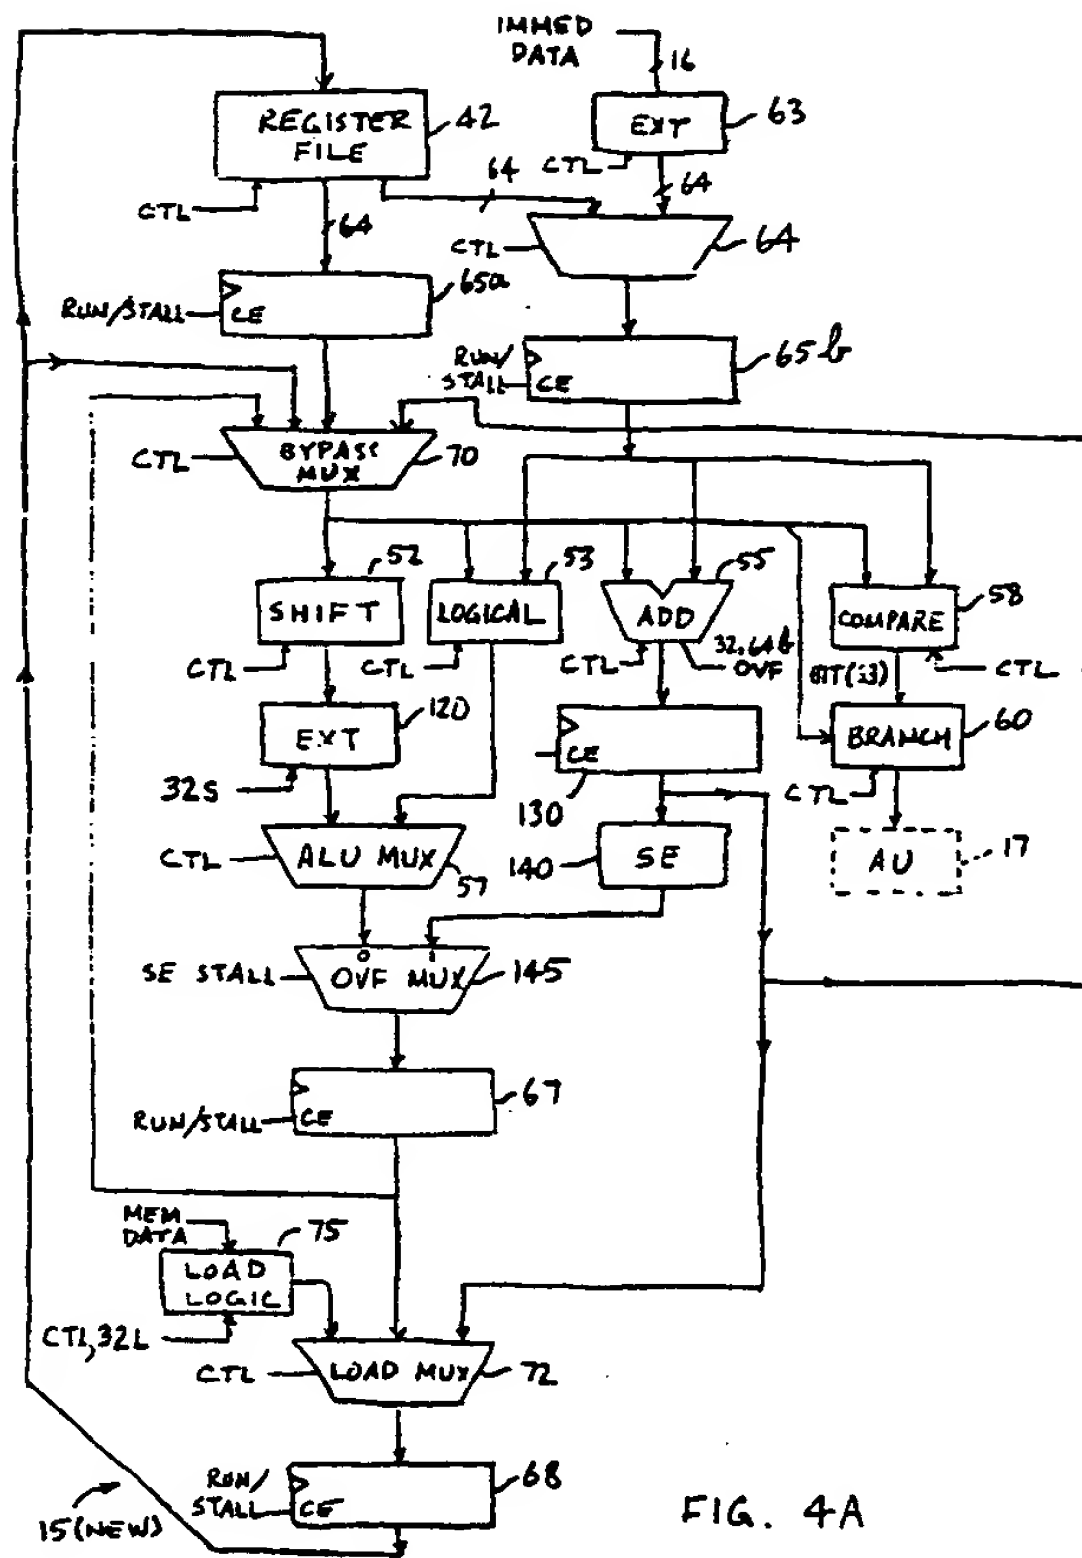 IMMED
DATA
16
REGISTER
FILE
42
EXT
63
CTL
64
64
CTL
64
CTL
64
65a
RUN/STALL
CE
65b
RUN/
STALL
CE
CTL
BYPASS
MUX
70
52
53
55
58
SHIFT
LOGICAL
ADD
COMPARE
CTL
CTL
CTL
32,64b
OVF
BIT(i3)
CTL
120
EXT
CE
60
BRANCH
32S
130
CTL
CTL
ALU MUX
57
140
SE
AU
17
0
1
SE STALL
OVF MUX
145
67
RUN/STALL
CE
MEM
DATA
75
LOAD
LOGIC
CTL,32L
CTL
LOAD MUX
72
RUN/
STALL
CE
68
15(NEW)
FIG. 4A